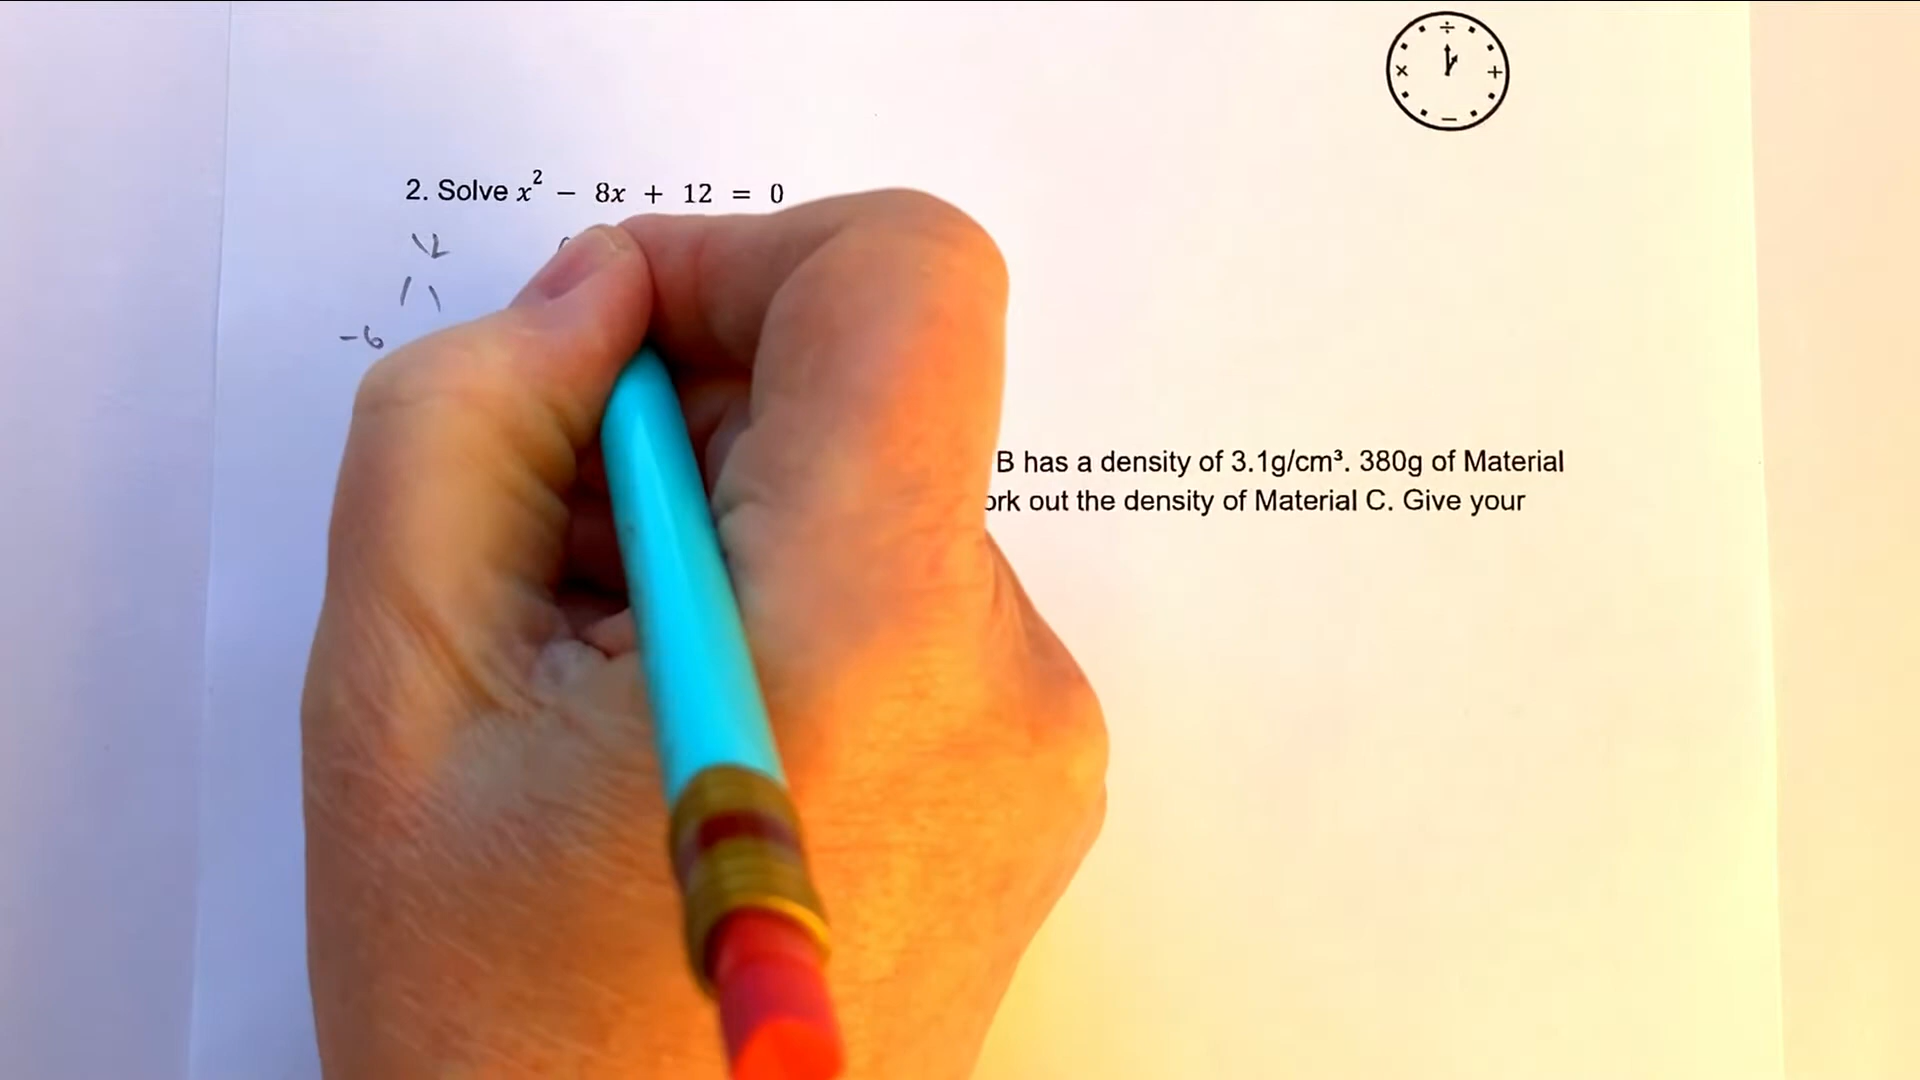 ÷
× +
−
2. Solve x² − 8x + 12 = 0
12
-6
B has a density of 3.1g/cm³. 380g of Material
out the density of Material C. Give your